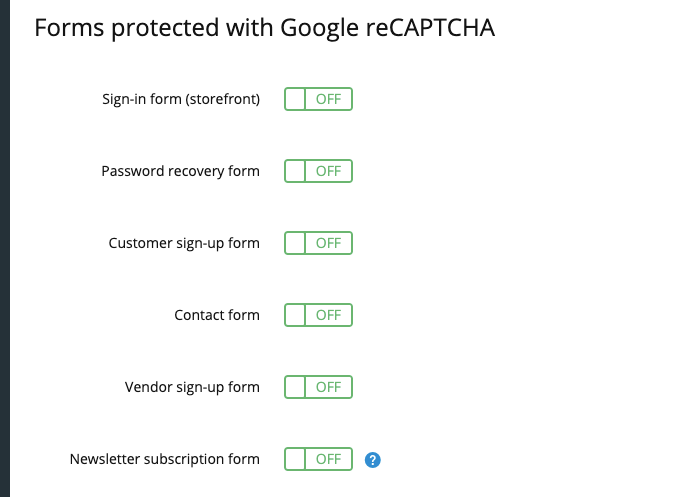 Forms protected with Google reCAPTCHA
Sign-in form (storefront) OFF
Password recovery form OFF
Customer sign-up form OFF
Contact form OFF
Vendor sign-up form OFF
Newsletter subscription form OFF ?